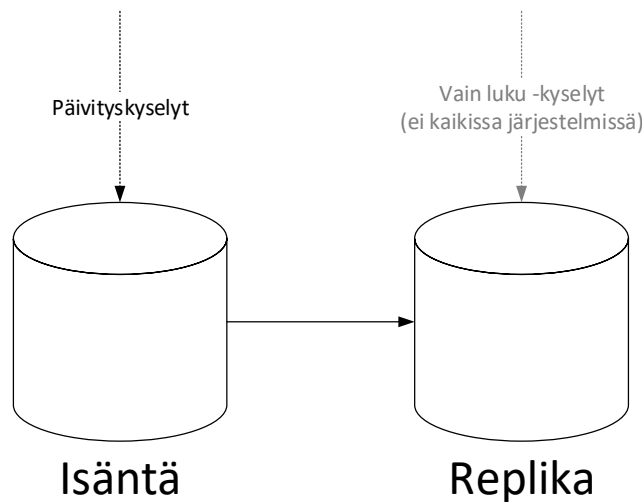 Päivityskyselyt
Vain luku -kyselyt
(ei kaikissa järjestelmissä)
Isäntä
Replika